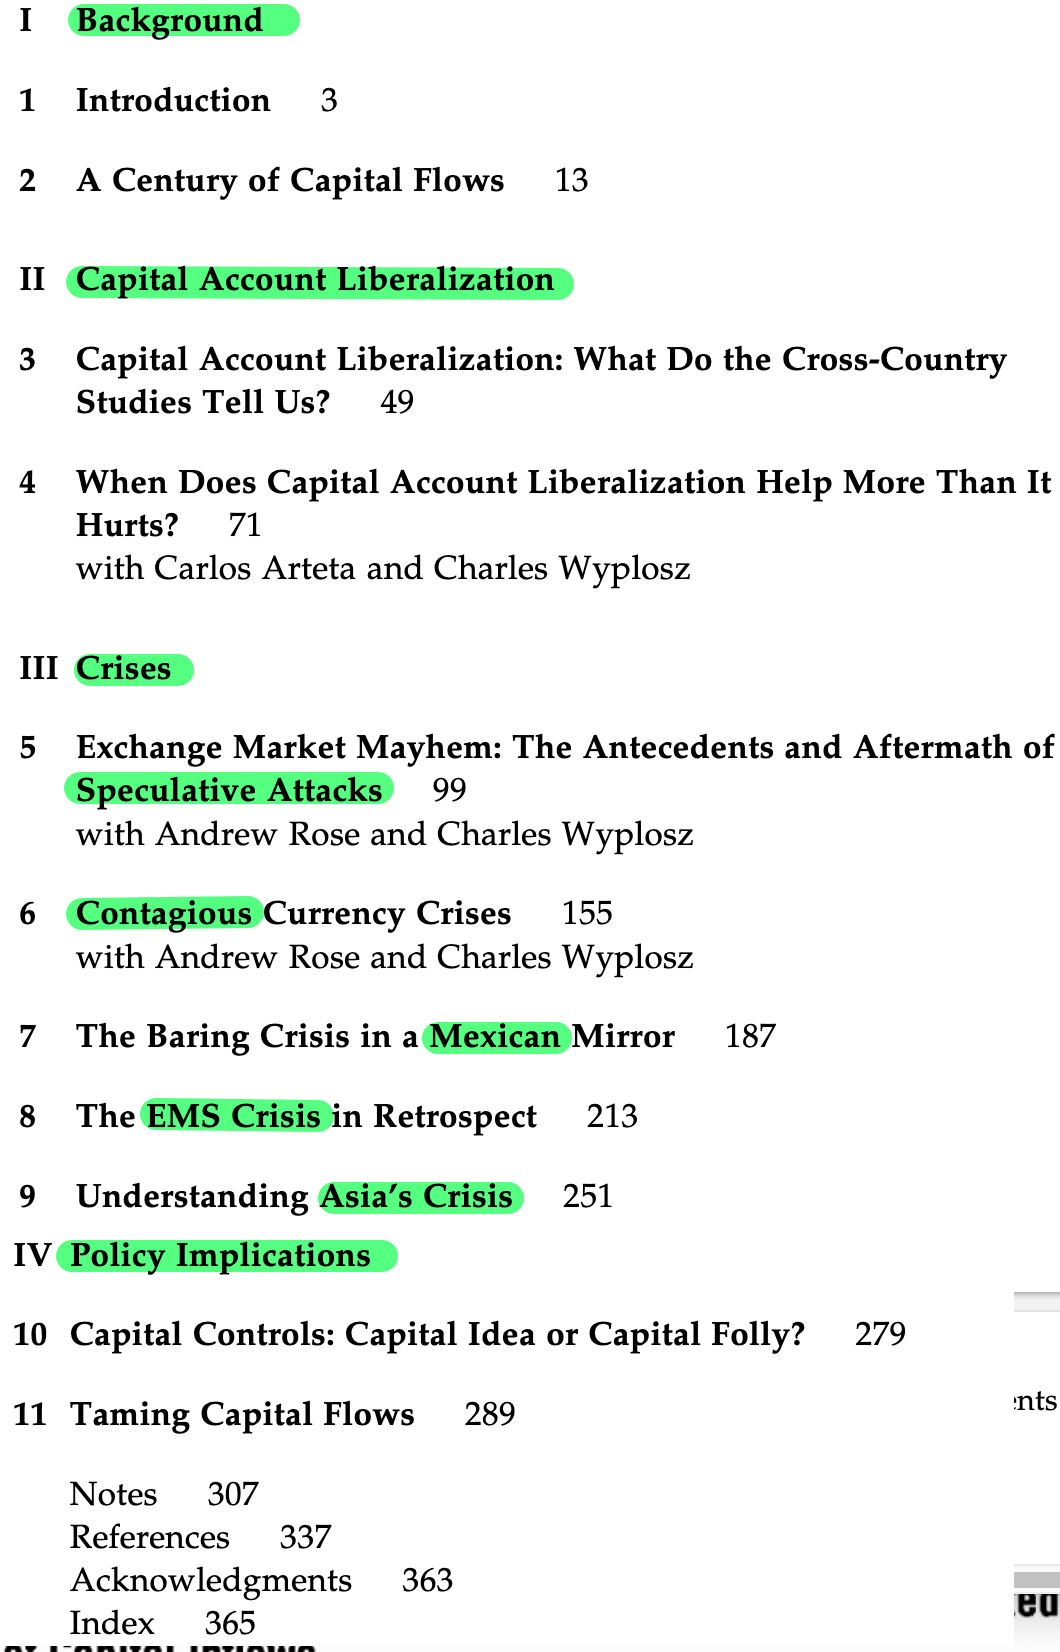 I Background
1 Introduction 3
2 A Century of Capital Flows 13
II Capital Account Liberalization
3 Capital Account Liberalization: What Do the Cross-Country
Studies Tell Us? 49
4 When Does Capital Account Liberalization Help More Than It
Hurts? 71
with Carlos Arteta and Charles Wyplosz
III Crises
5 Exchange Market Mayhem: The Antecedents and Aftermath of
Speculative Attacks 99
with Andrew Rose and Charles Wyplosz
6 Contagious Currency Crises 155
with Andrew Rose and Charles Wyplosz
7 The Baring Crisis in a Mexican Mirror 187
8 The EMS Crisis in Retrospect 213
9 Understanding Asia's Crisis 251
IV Policy Implications
10 Capital Controls: Capital Idea or Capital Folly? 279
11 Taming Capital Flows 289
Notes 307
References 337
Acknowledgments 363
Index 365